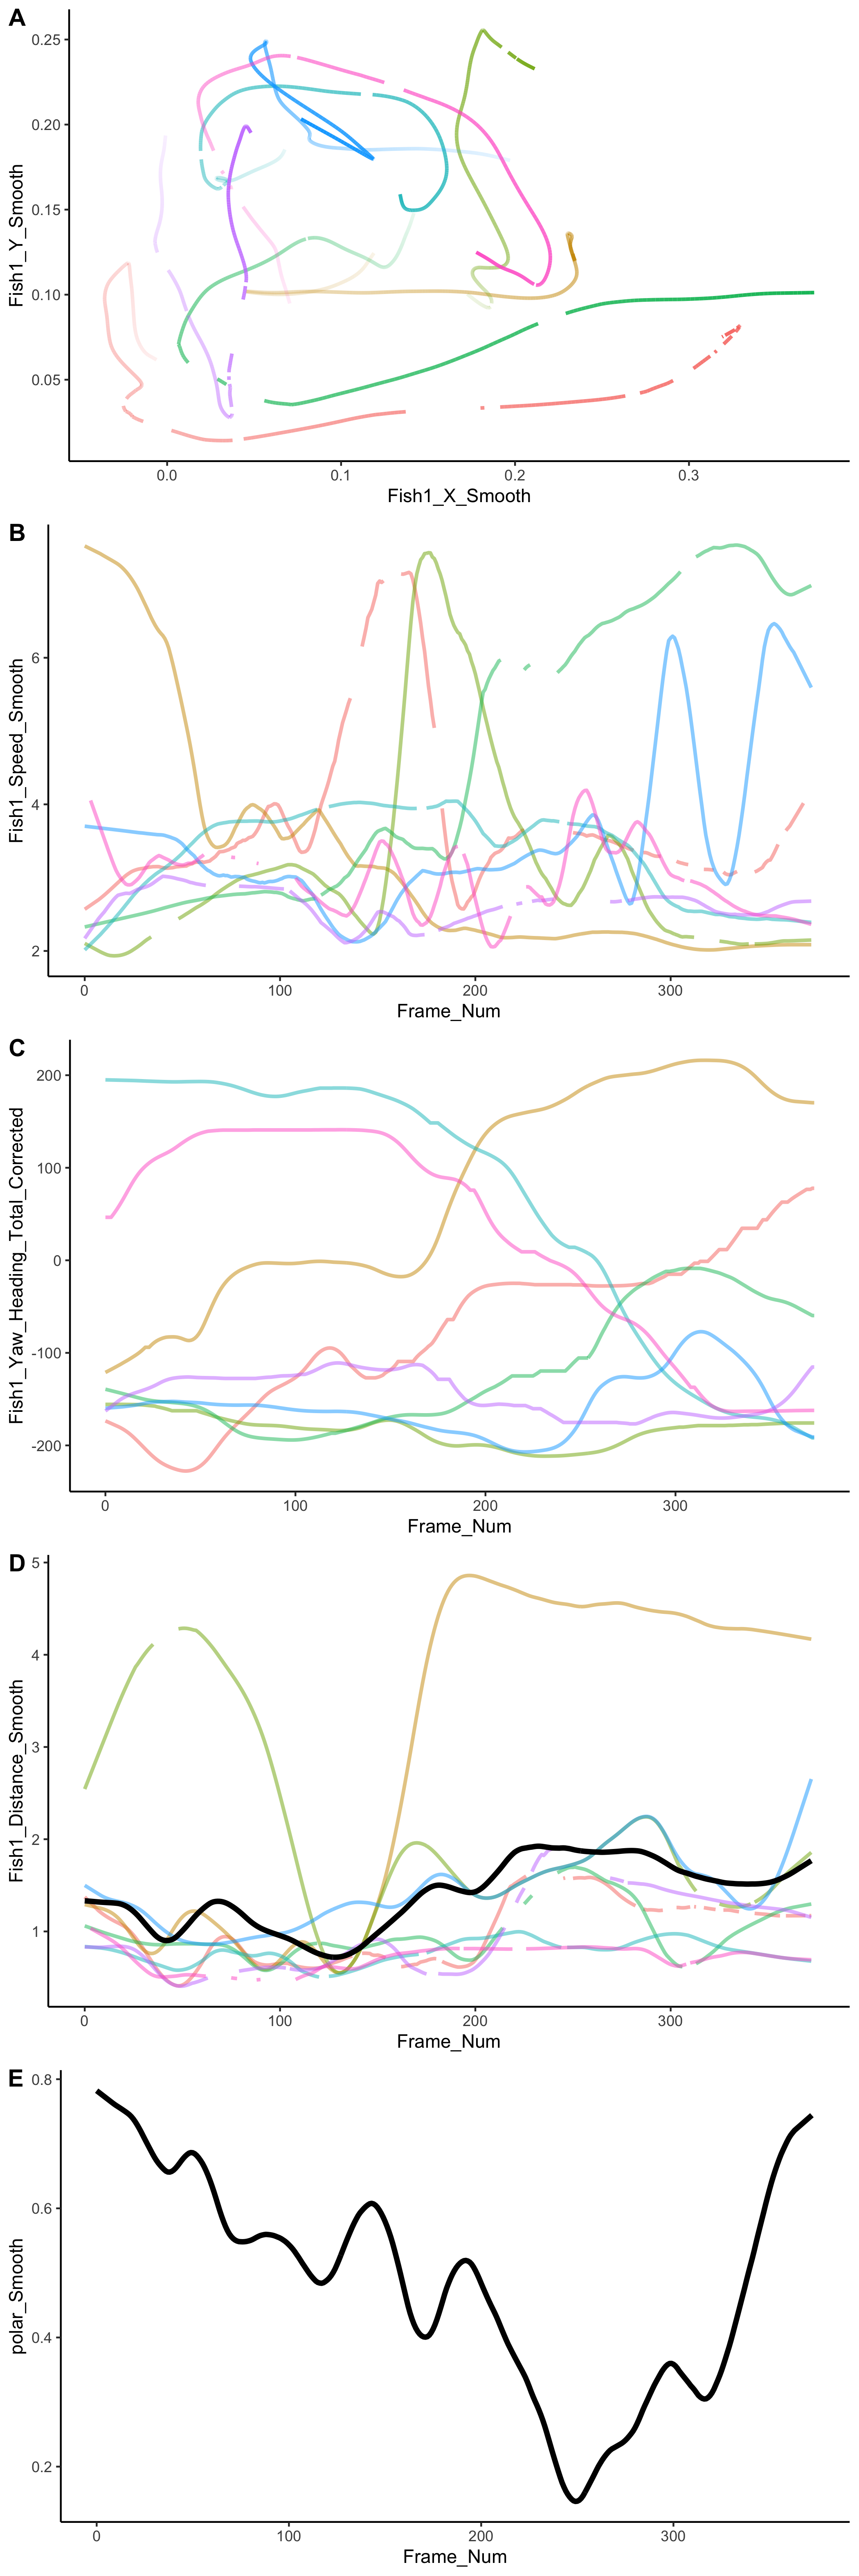 A
0.25
0.20
0.15
0.10
0.05
Fish1_Y_Smooth
0.0 0.1 0.2 0.3
Fish1_X_Smooth
B
6
4
2
Fish1_Speed_Smooth
0 100 200 300
Frame_Num
C
200
100
0
-100
-200
Fish1_Yaw_Heading_Total_Corrected
0 100 200 300
Frame_Num
D
5
4
3
2
1
Fish1_Distance_Smooth
0 100 200 300
Frame_Num
E
0.8
0.6
0.4
0.2
polar_Smooth
0 100 200 300
Frame_Num